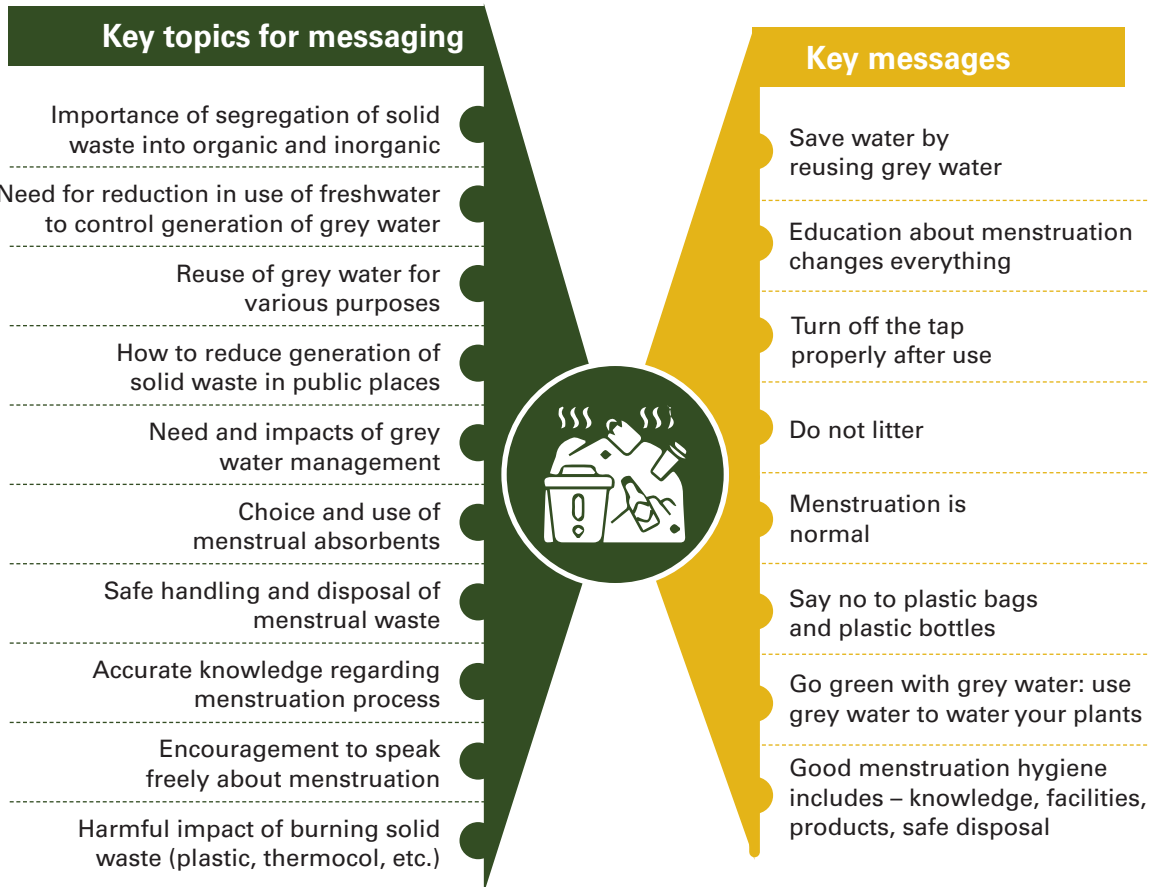 Key topics for messaging
Importance of segregation of solid
waste into organic and inorganic
Need for reduction in use of freshwater
to control generation of grey water
Reuse of grey water for
various purposes
How to reduce generation of
solid waste in public places
Need and impacts of grey
water management
Choice and use of
menstrual absorbents
Safe handling and disposal of
menstrual waste
Accurate knowledge regarding
menstruation process
Encouragement to speak
freely about menstruation
Harmful impact of burning solid
waste (plastic, thermocol, etc.)
Key messages
Save water by
reusing grey water
Education about menstruation
changes everything
Turn off the tap
properly after use
Do not litter
Menstruation is
normal
Say no to plastic bags
and plastic bottles
Go green with grey water: use
grey water to water your plants
Good menstruation hygiene
includes – knowledge, facilities,
products, safe disposal